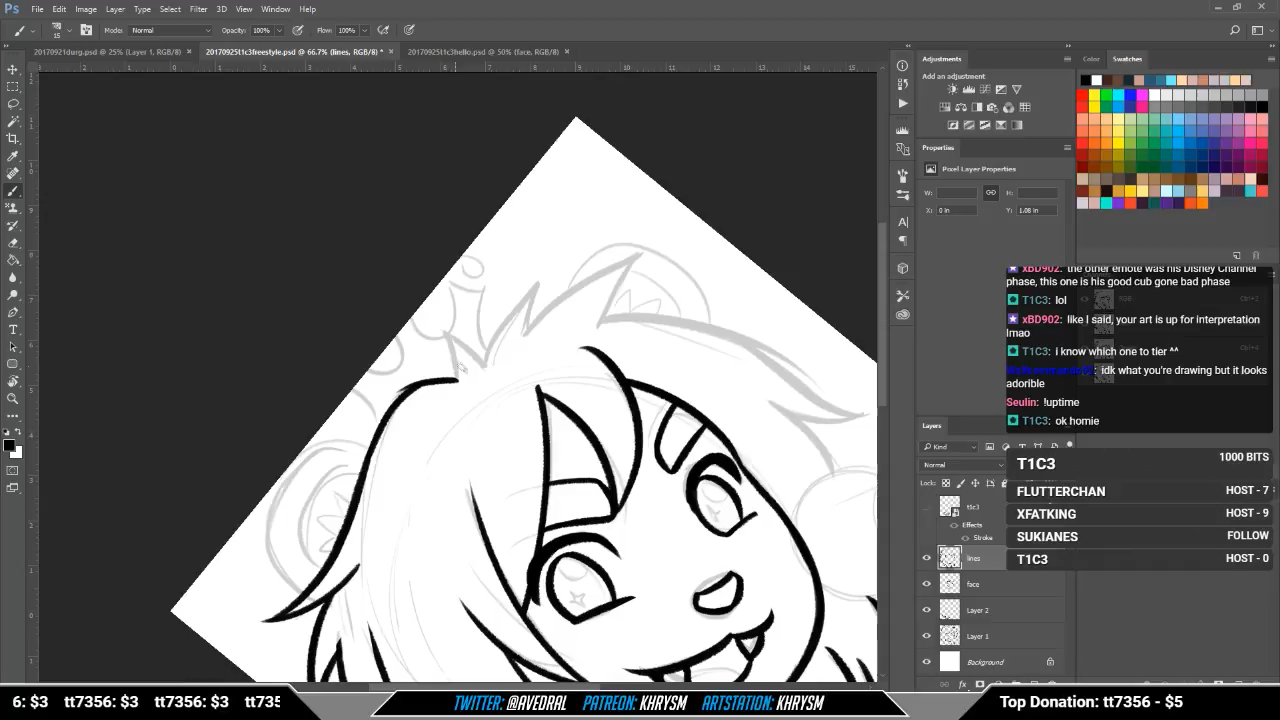 Ps File Edit Image Layer Type Select Filter 3D View Window Help
15 Mode: Normal Opacity: 100% Flow: 100%
20170921durg.psd @ 25% (Layer 1, RGB/8) × 20170925t1c3freestyle.psd @ 66.7% (lines, RGB/8) * × 20170925t1c3hello.psd @ 50% (face, RGB/8) ×
Adjustments
Add an adjustment
Properties
Pixel Layer Properties
W: H:
X: 0 in Y: 1.08 in
Color Swatches
xBD902: the other emote was his Disney Channel
phase, this one is his good cub gone bad phase
T1C3: lol
xBD902: like I said, your art is up for interpretation
lmao
T1C3: i know which one to tier ^^
idk what you're drawing but it looks
adorible
Seulin: !uptime
T1C3: ok homie
Layers
Kind
Normal
Lock:
t1c3
Effects
Stroke
lines
face
Layer 2
Layer 1
Background
T1C3 1000 BITS
FLUTTERCHAN HOST - 7
XFATKING HOST - 9
SUKIANES FOLLOW
T1C3 HOST - 0
6: $3 tt7356: $3 tt7356: $3 tt735
TWITTER: @AVEDRAL PATREON: KHRYSM ARTSTATION: KHRYSM
Top Donation: tt7356 - $5